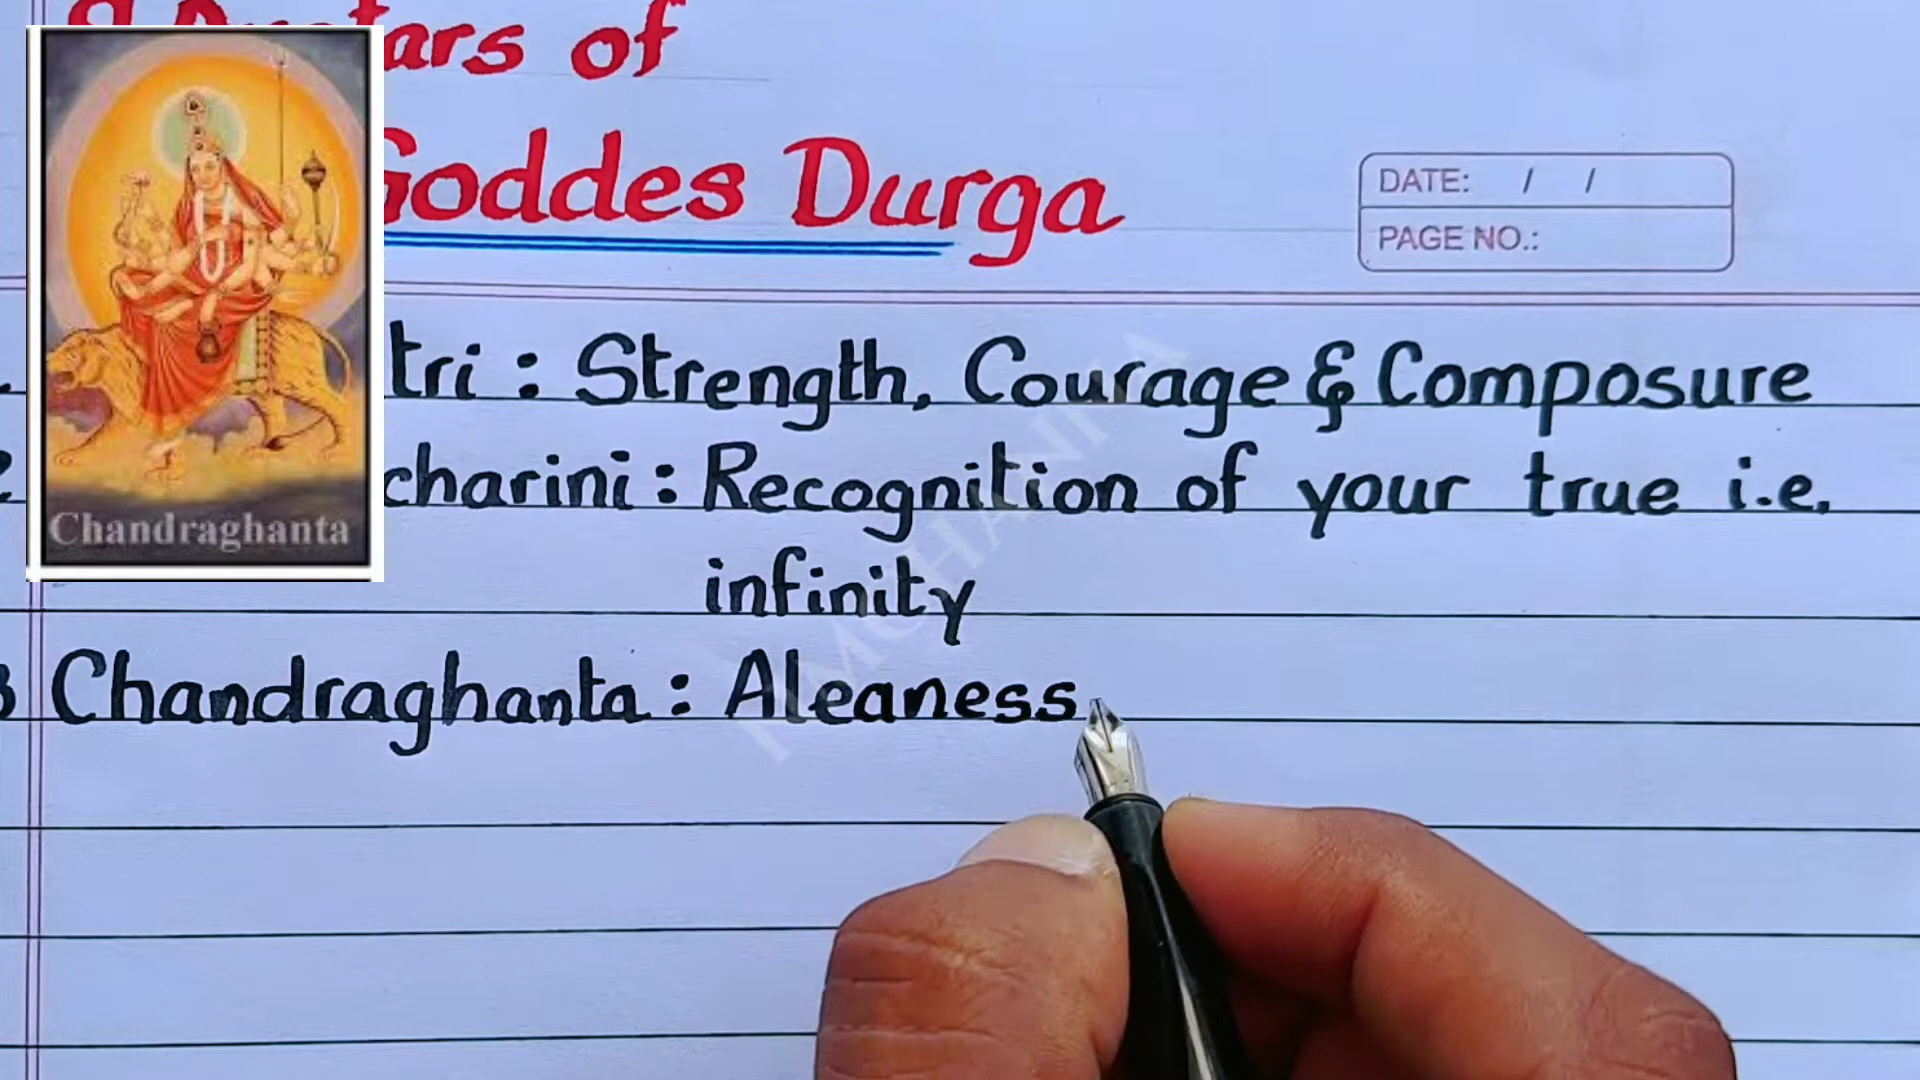 ars of
Goddes Durga
DATE: / /
PAGE NO.:
tri : Strength, Courage & Composure
charini : Recognition of your true i.e.
infinity
Chandraghanta : Aleaness
Chandraghanta